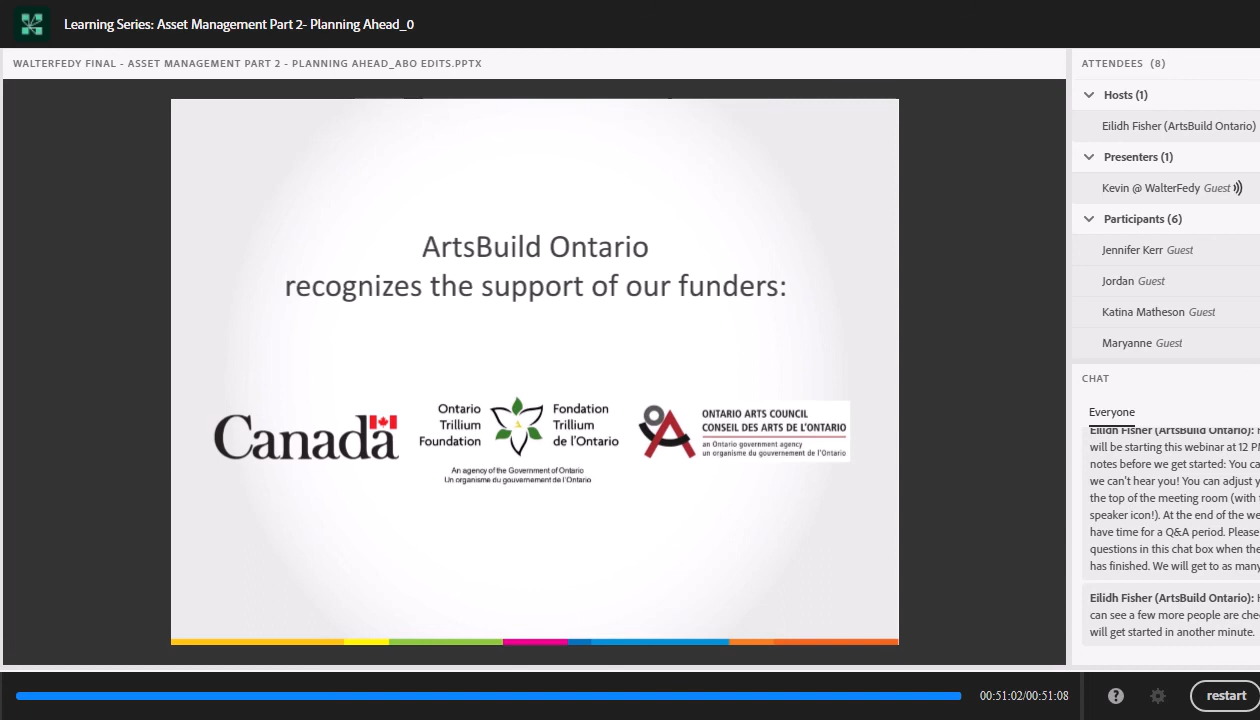 Learning Series: Asset Management Part 2- Planning Ahead_0
WALTERFEDY FINAL - ASSET MANAGEMENT PART 2 - PLANNING AHEAD_ABO EDITS.PPTX
ArtsBuild Ontario
recognizes the support of our funders:
Canada
Ontario
Trillium
Foundation
Fondation
Trillium
de l'Ontario
An agency of the Government of Ontario
Un organisme du gouvernement de l'Ontario
ONTARIO ARTS COUNCIL
CONSEIL DES ARTS DE L'ONTARIO
an Ontario government agency
un organisme du gouvernement de l'Ontario
ATTENDEES (8)
Hosts (1)
Eilidh Fisher (ArtsBuild Ontario)
Presenters (1)
Kevin @ WalterFedy Guest
Participants (6)
Jennifer Kerr Guest
Jordan Guest
Katina Matheson Guest
Maryanne Guest
CHAT
Everyone
Eilidh Fisher (ArtsBuild Ontario):
will be starting this webinar at 12 P
notes before we get started: You ca
we can't hear you! You can adjust y
the top of the meeting room (with
speaker icon!). At the end of the we
have time for a Q&A period. Please
questions in this chat box when the
has finished. We will get to as many
Eilidh Fisher (ArtsBuild Ontario):
can see a few more people are che
will get started in another minute.
00:51:02/00:51:08
restart